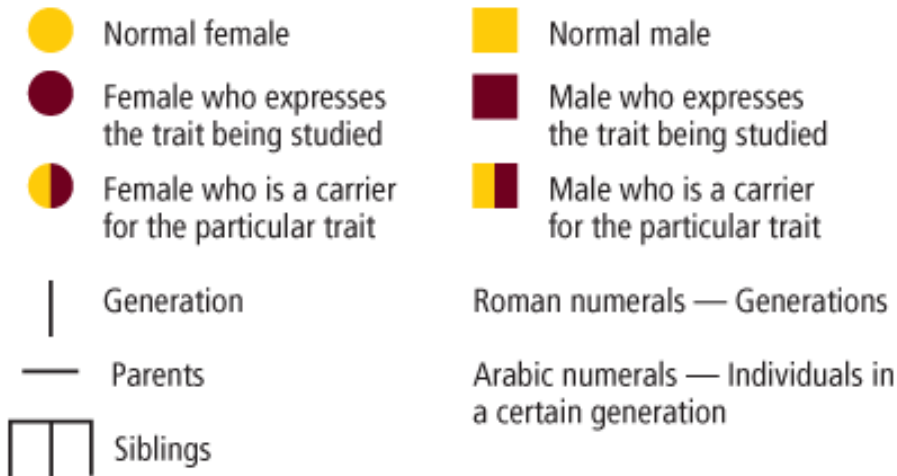 Normal female
Normal male
Female who expresses
the trait being studied
Male who expresses
the trait being studied
Female who is a carrier
for the particular trait
Male who is a carrier
for the particular trait
Generation
Roman numerals — Generations
Parents
Arabic numerals — Individuals in
a certain generation
Siblings